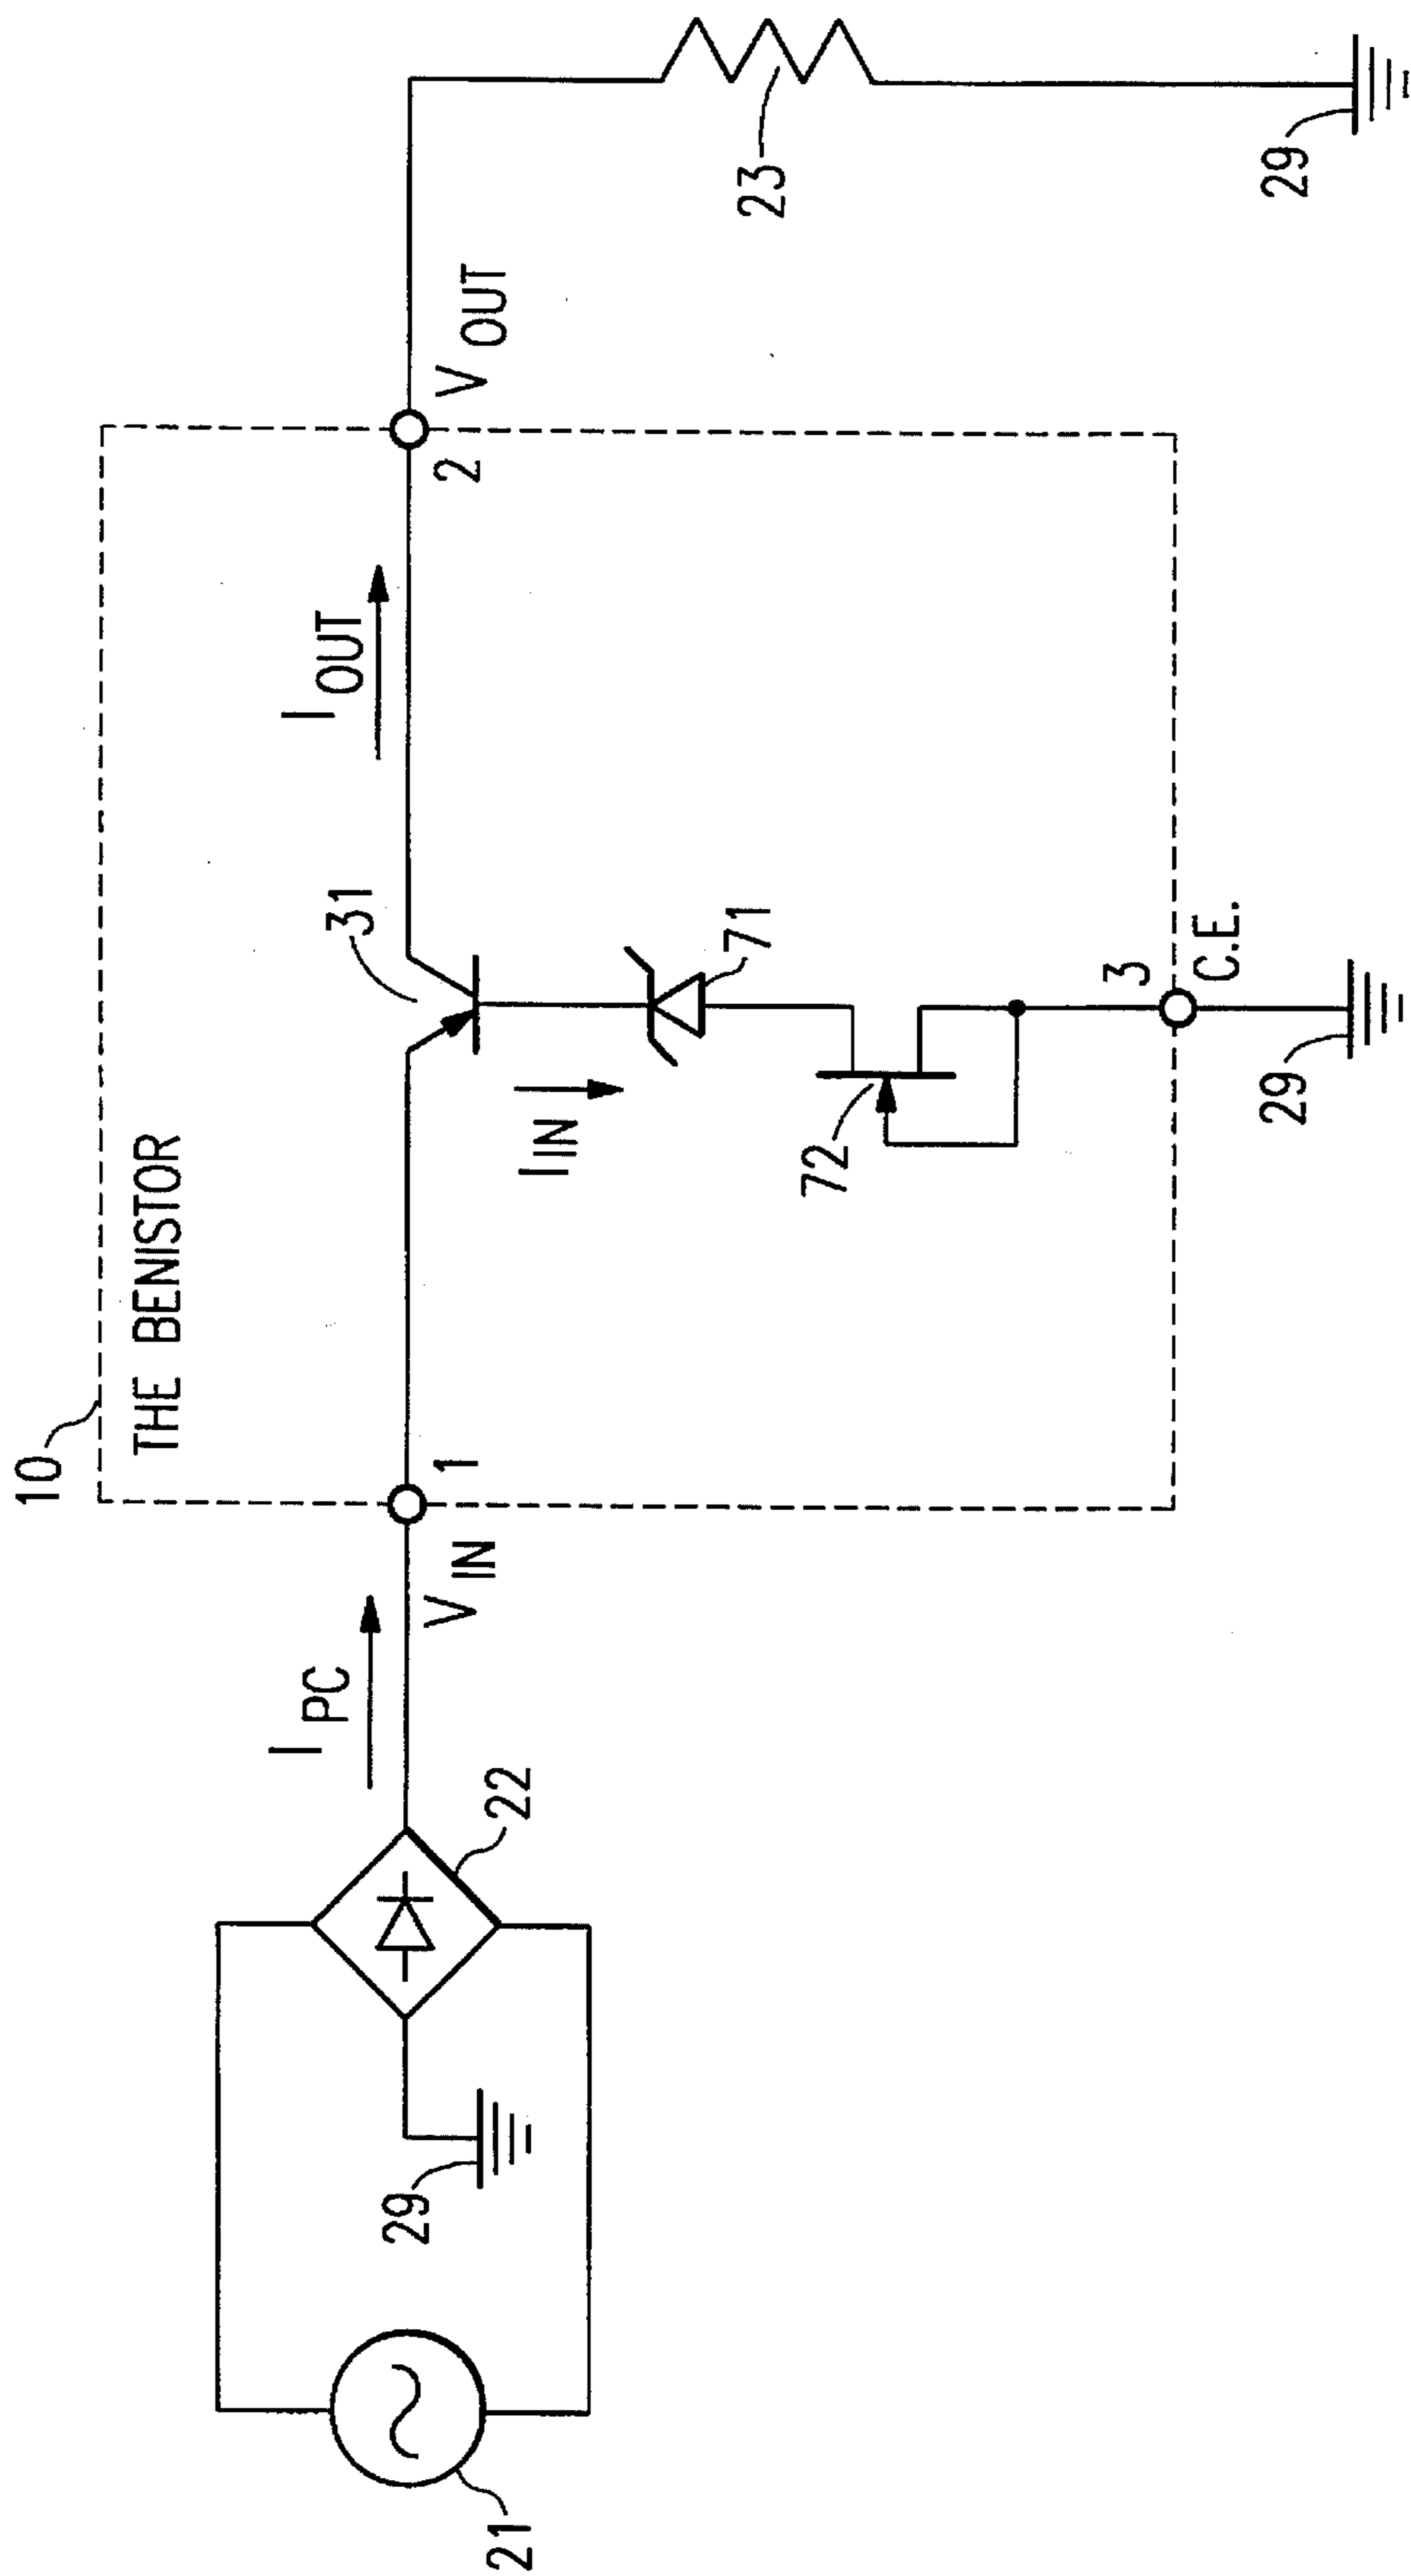 10
THE BENISTOR
31
I OUT
I PC
1
2
V IN
V OUT
22
I IN
71
23
21
29
72
3
C.E.
29
29